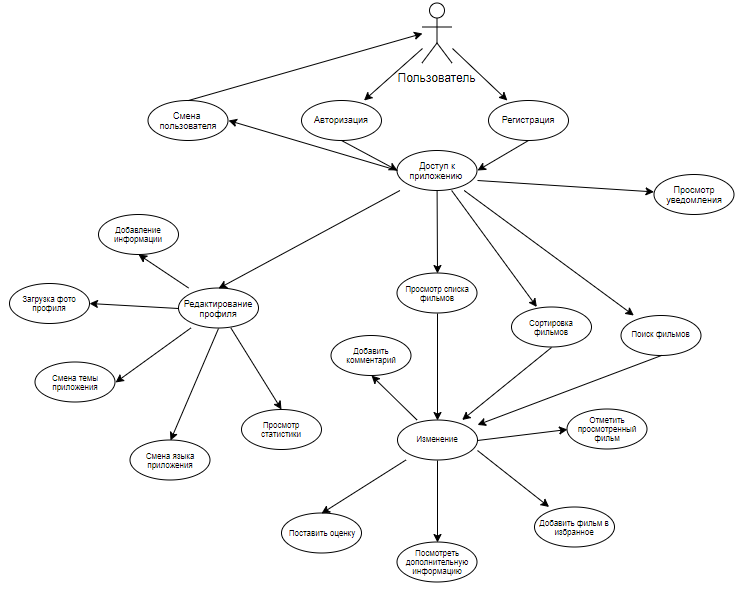 Пользователь
Смена
пользователя
Авторизация
Регистрация
Доступ к
приложению
Просмотр
уведомления
Добавление
информации
Загрузка фото
профиля
Редактирование
профиля
Просмотр списка
фильмов
Сортировка
фильмов
Поиск фильмов
Добавить
комментарий
Смена темы
приложения
Просмотр
статистики
Смена языка
приложения
Изменение
Отметить
просмотренный
фильм
Поставить оценку
Посмотреть
дополнительную
информацию
Добавить фильм в
избранное